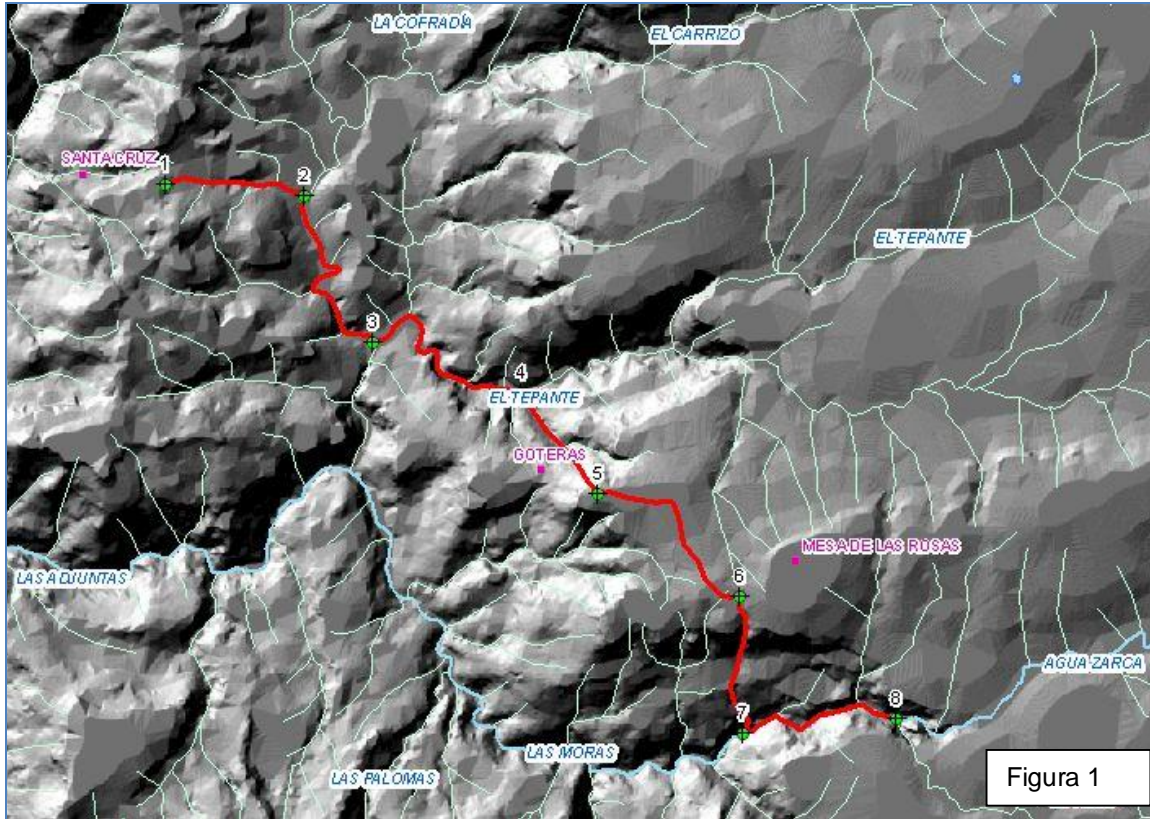 LA COFRADÍA
EL CARRIZO
SANTA CRUZ
1
2
EL TEPANTE
3
4
EL TEPANTE
GOTERAS
5
MESA DE LAS ROSAS
LAS ADJUNTAS
6
AGUA ZARCA
8
7
LAS MORAS
LAS PALOMAS
Figura 1